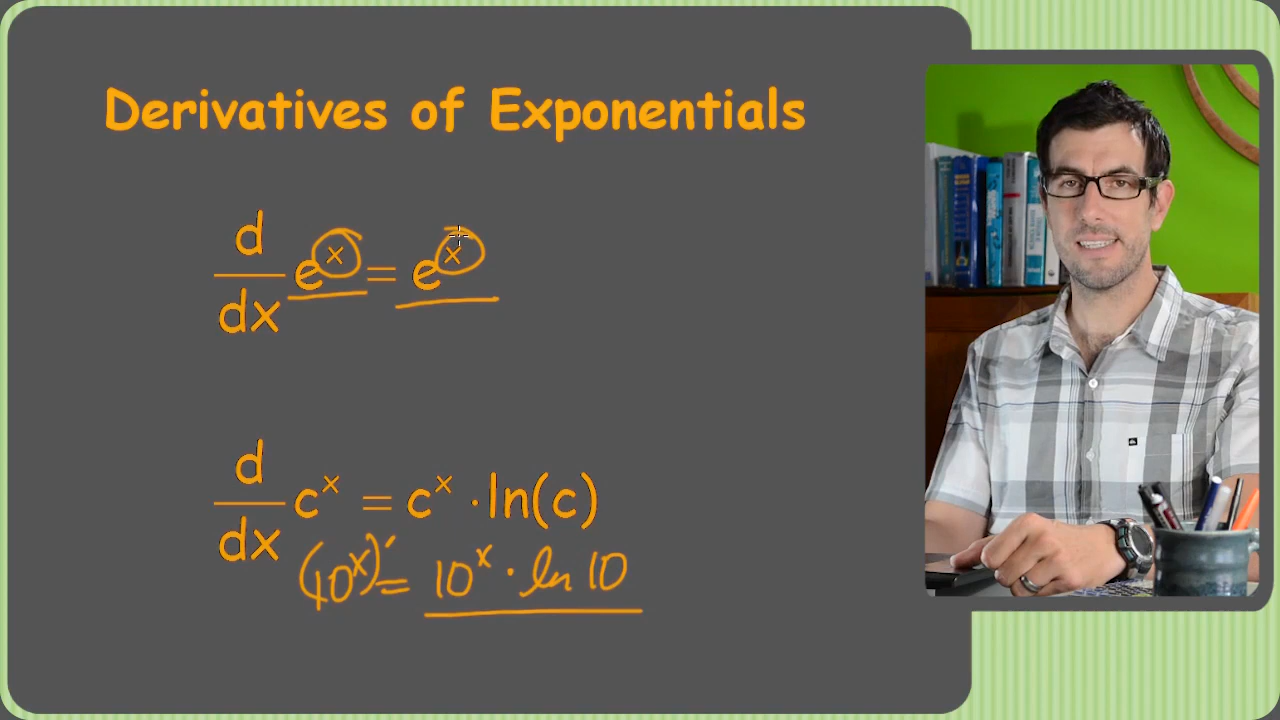 Derivatives of Exponentials
d/dx e^x = e^x
d/dx c^x = c^x · ln(c)
(10^x)' = 10^x · ln 10